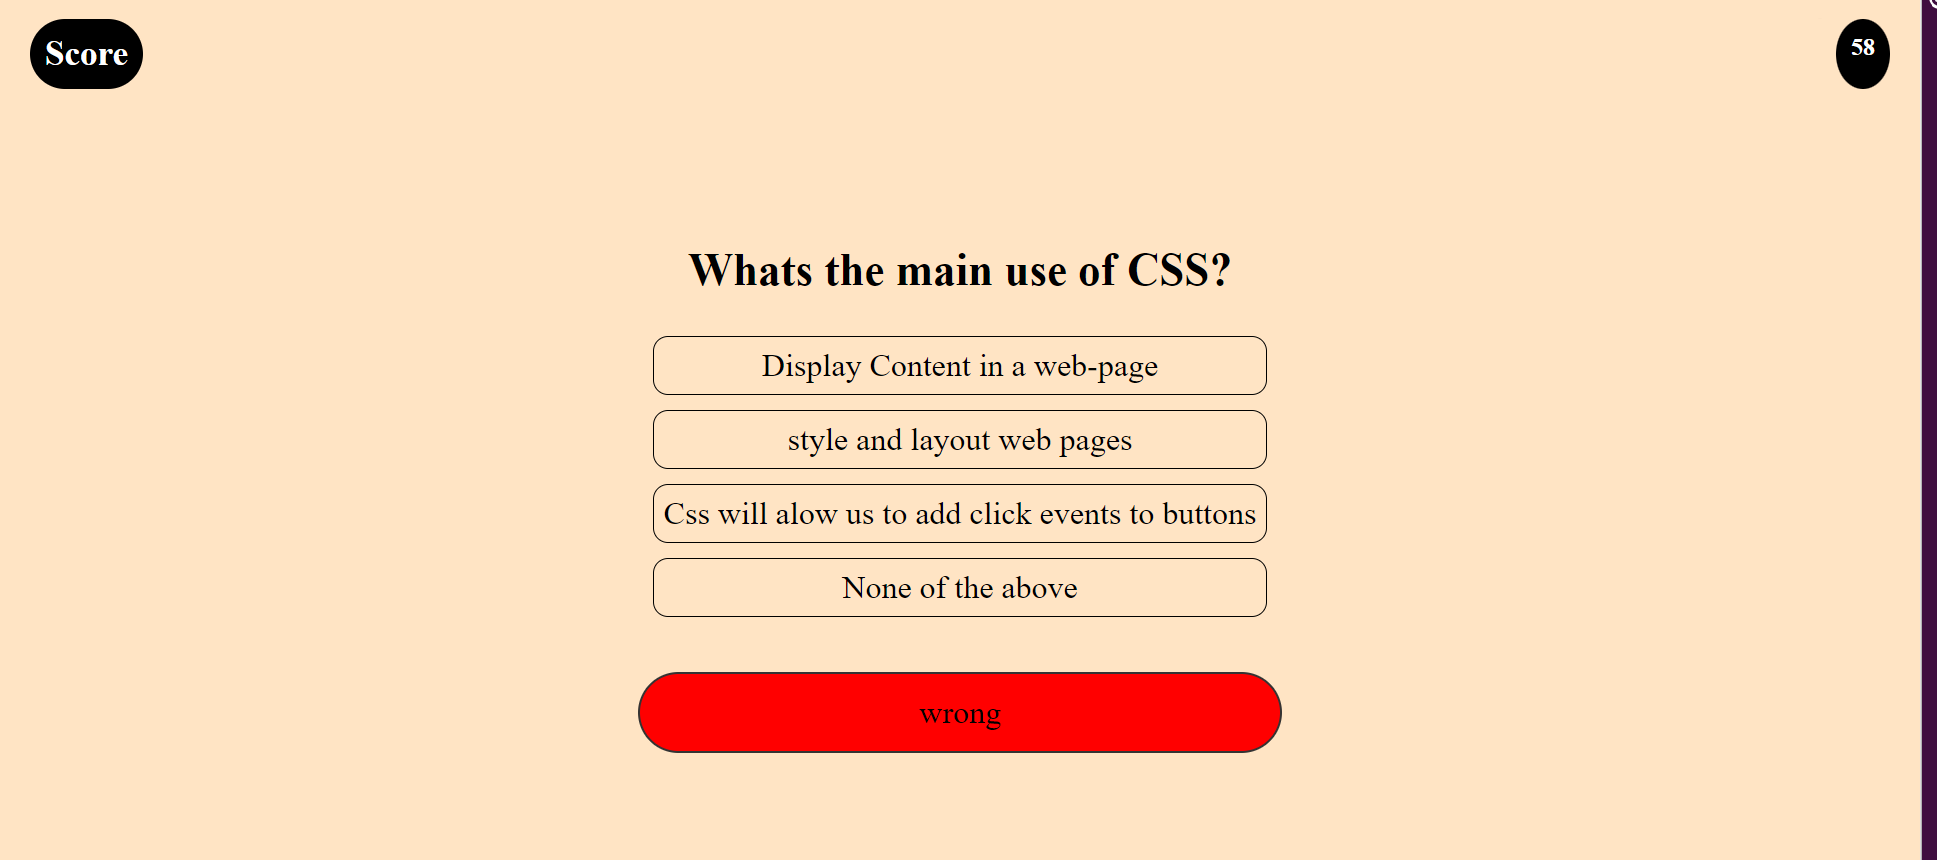 Score
58
Whats the main use of CSS?
Display Content in a web-page
style and layout web pages
Css will alow us to add click events to buttons
None of the above
wrong